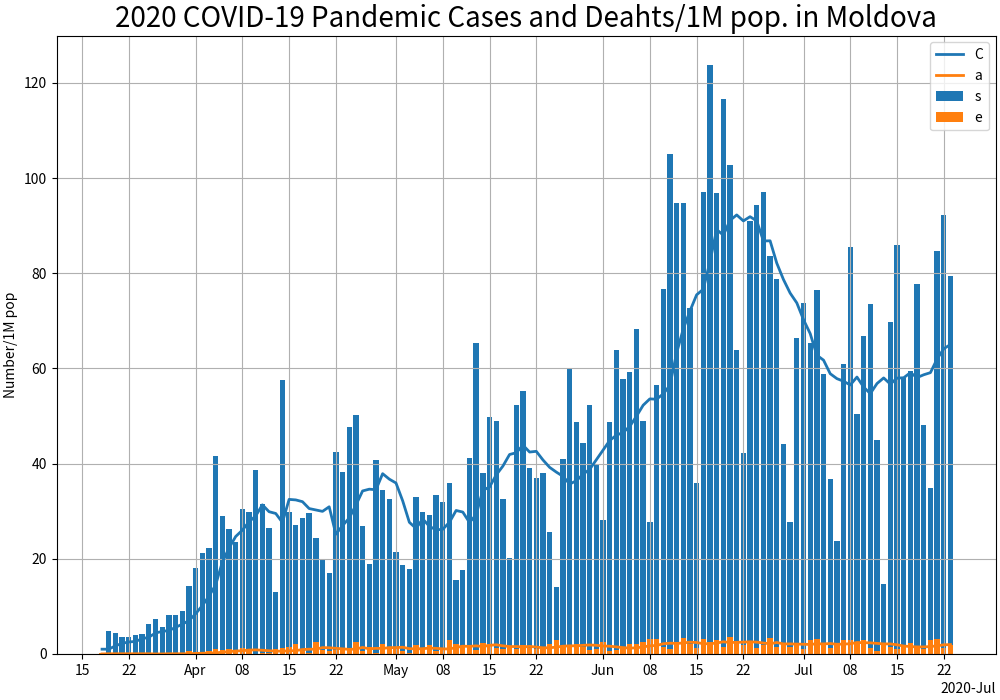 2020 COVID-19 Pandemic Cases and Deahts/1M pop. in Moldova
Number/1M pop
120
100
80
60
40
20
0
C
a
s
e
15 22 Apr 08 15 22 May 08 15 22 Jun 08 15 22 Jul 08 15 22
2020-Jul